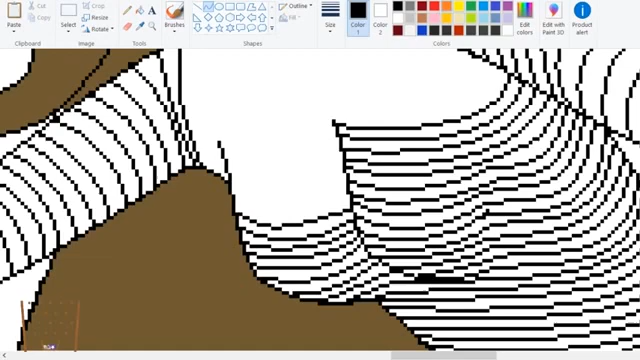 Paste
Cut
Copy
Clipboard
Select
Crop
Resize
Rotate
Image
Tools
Brushes
Outline
Fill
Shapes
Size
Color
1
Color
2
Colors
Edit
colors
Edit with
Paint 3D
Product
alert